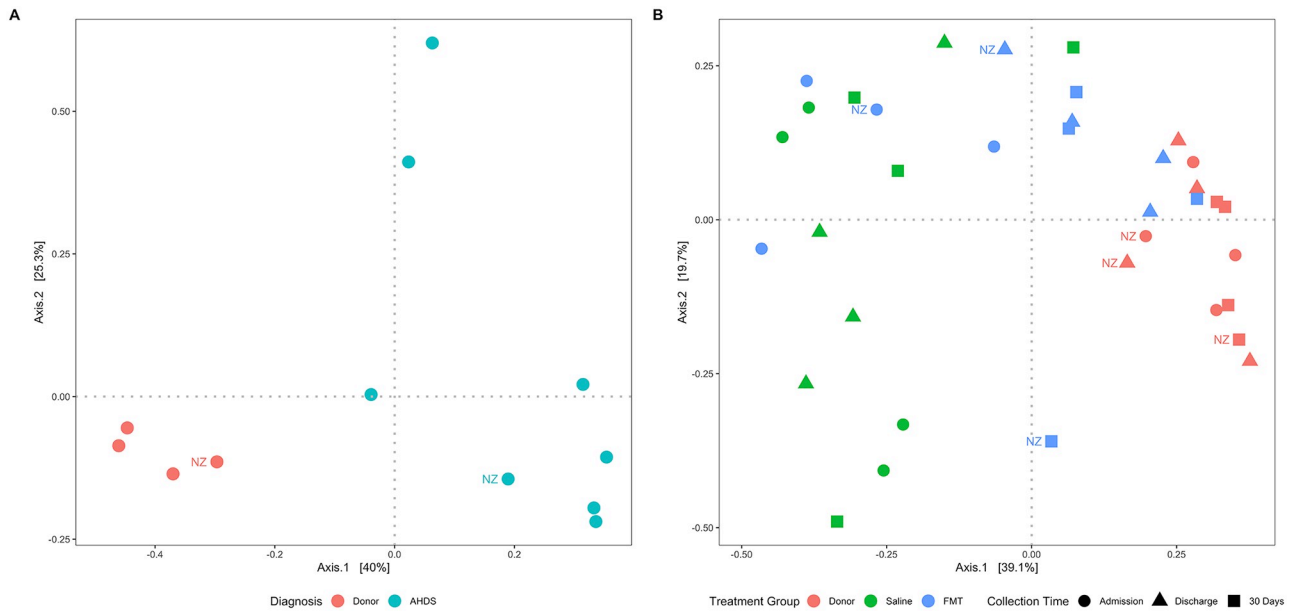 A
0.50
0.25
0.00
-0.25
-0.4
-0.2
0.0
0.2
Axis.2 [25.3%]
Axis.1 [40%]
NZ
NZ
Diagnosis Donor AHDS
B
0.25
0.00
-0.25
-0.50
-0.50
-0.25
0.00
0.25
Axis.2 [19.7%]
Axis.1 [39.1%]
NZ
NZ
NZ
NZ
NZ
NZ
Treatment Group Donor Saline FMT Collection Time Admission Discharge 30 Days